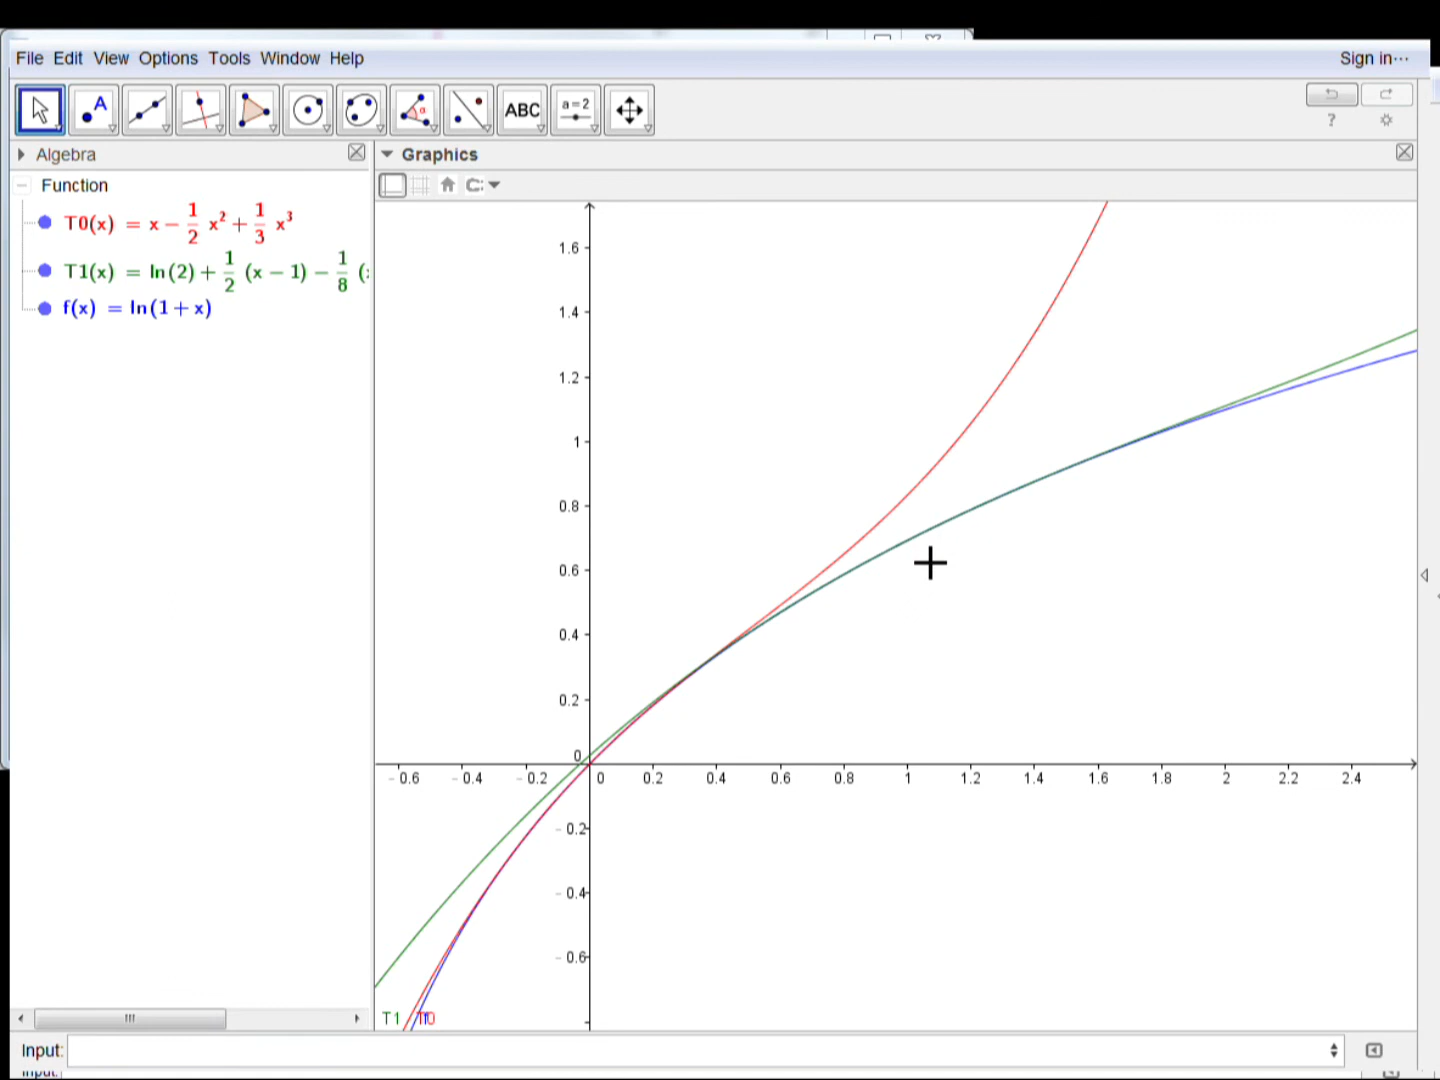 File Edit View Options Tools Window Help Sign in...
A α ABC a=2
?
Algebra
Graphics
Function
T0(x) = x − 1/2 x² + 1/3 x³
T1(x) = ln(2) + 1/2 (x − 1) − 1/8 (
f(x) = ln(1 + x)
1.6
1.4
1.2
1
0.8
0.6
0.4
0.2
0
− 0.6 − 0.4 − 0.2 0 0.2 0.4 0.6 0.8 1 1.2 1.4 1.6 1.8 2 2.2 2.4
− 0.2
− 0.4
− 0.6
T1 T0
Input: